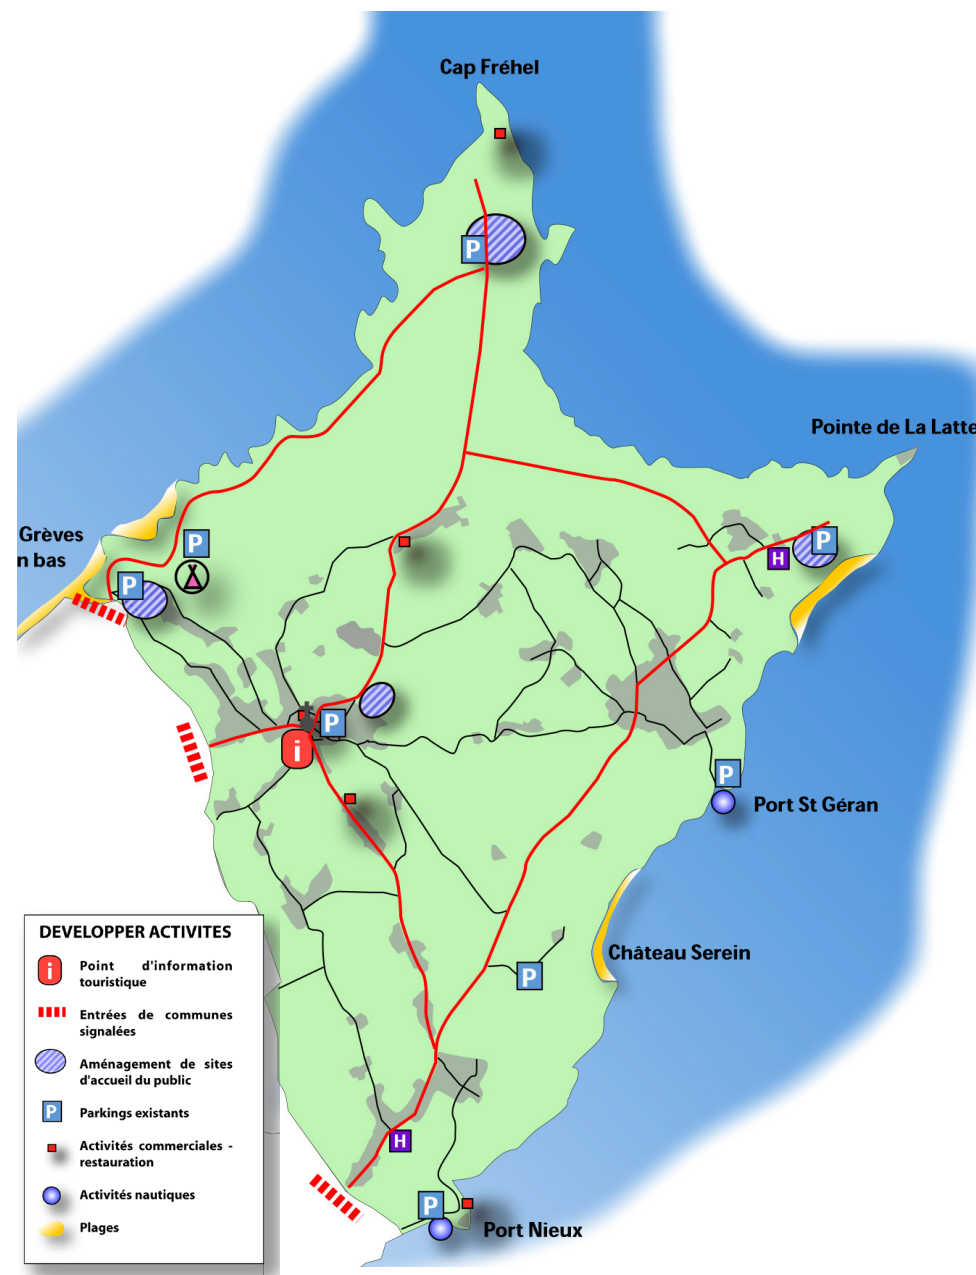 Cap Fréhel
Pointe de La Latte
Grèves
n bas
P
P
P
P
H
P
i
P
Port St Géran
Château Serein
P
H
P
Port Nieux
DEVELOPPER ACTIVITES
i
Point d'information
touristique
Entrées de communes
signalées
Aménagement de sites
d'accueil du public
P
Parkings existants
Activités commerciales -
restauration
Activités nautiques
Plages